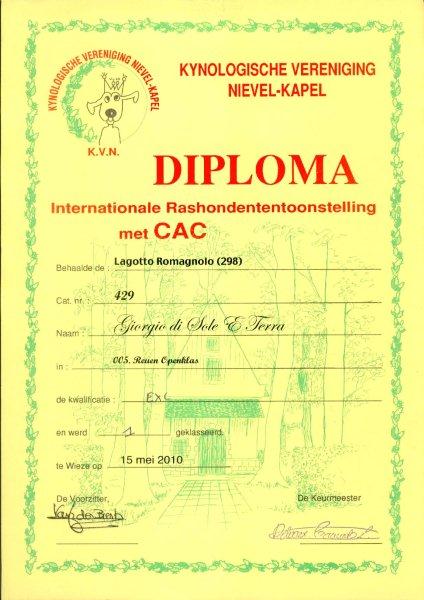 KYNOLOGISCHE VERENIGING NIEVEL-KAPEL
K.V.N.
KYNOLOGISCHE VERENIGING
NIEVEL-KAPEL
DIPLOMA
Internationale Rashondententoonstelling
met CAC
Behaalde de : Lagotto Romagnolo (298)
Cat. nr. : 429
Naam : Giorgio di Sole E Terra
in : 005. Reuen Openklas
de kwalificatie : EXC
en werd 1 geklasseerd.
te Wieze op 15 mei 2010
De Voorzitter, De Keurmeester